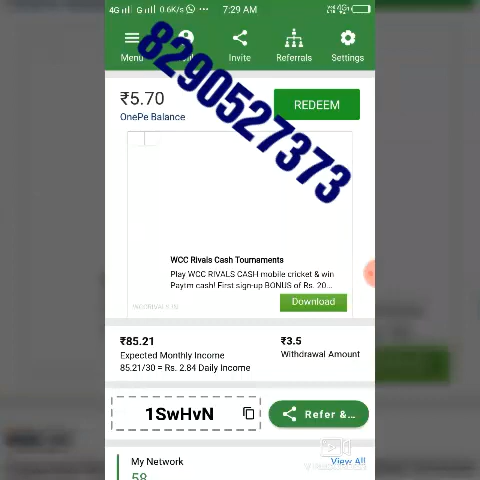 4G G 0.6K/s ... 7:29 AM 4G+
8290527373
Menu Invite Referrals Settings
₹5.70
OnePe Balance
REDEEM
WCC Rivals Cash Tournaments
Play WCC RIVALS CASH mobile cricket & win
Paytm cash! First sign-up BONUS of Rs. 20...
WCCRIVALS.IN
Download
₹85.21
Expected Monthly Income
85.21/30 = Rs. 2.84 Daily Income
₹3.5
Withdrawal Amount
1SwHvN
Refer &...
My Network
58
View All